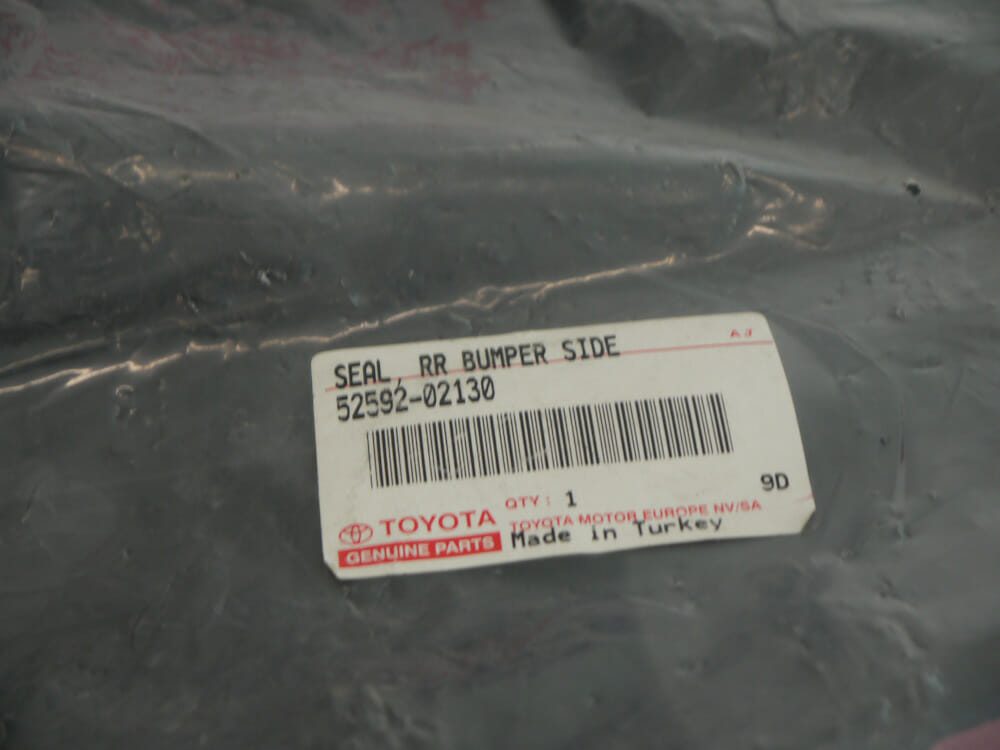 AJ
SEAL, RR BUMPER SIDE
52592-02130
QTY: 1
9D
TOYOTA
GENUINE PARTS
TOYOTA MOTOR EUROPE NV/SA
Made in Turkey